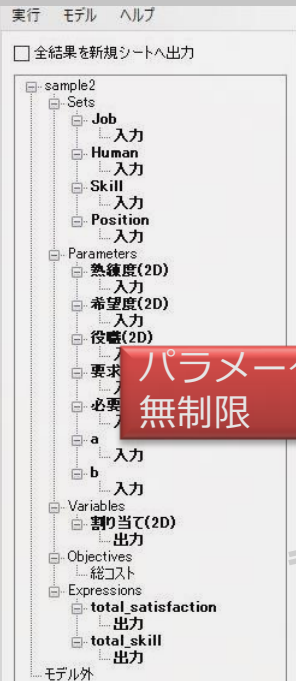 実行 モデル ヘルプ
全結果を新規シートへ出力
sample2
Sets
Job
入力
Human
入力
Skill
入力
Position
入力
Parameters
熟練度(2D)
入力
希望度(2D)
入力
役職(2D)
要求
必要
a
入力
b
入力
パラメー
無制限
Variables
割り当て(2D)
出力
Objectives
総コスト
Expressions
total_satisfaction
出力
total_skill
出力
モデル外